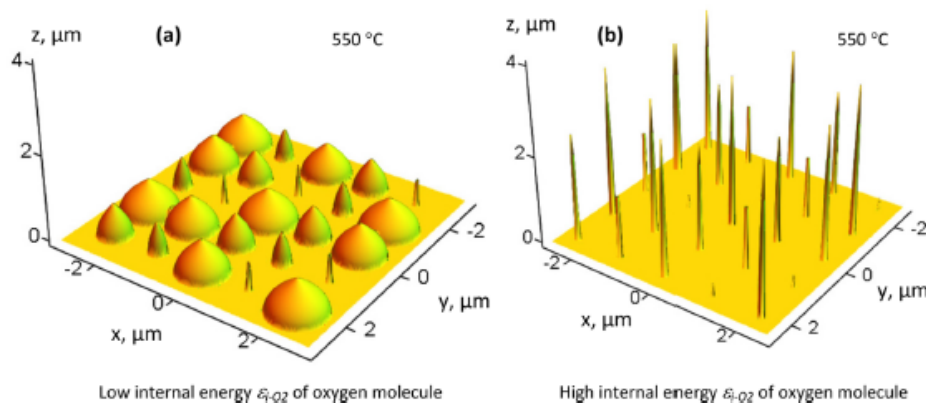 z, μm (a) 550 °C
4
2
0
-2
0
2
x, μm
-2
0
2
y, μm
Low internal energy εi-O2 of oxygen molecule
z, μm (b) 550 °C
4
2
0
-2
0
2
x, μm
-2
0
2
y, μm
High internal energy εi-O2 of oxygen molecule